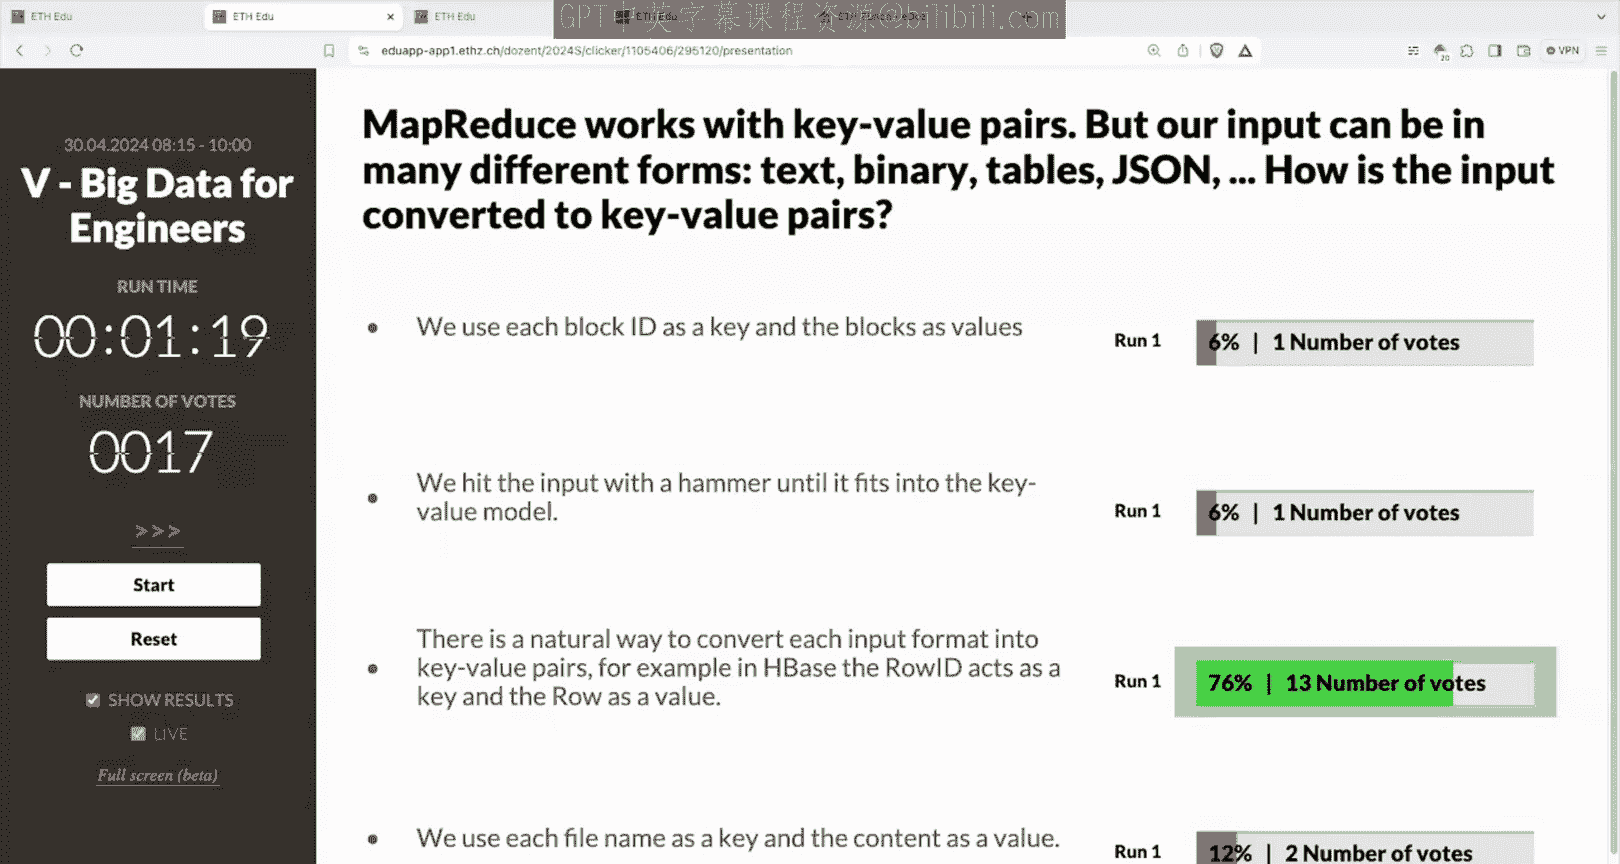 ETH Edu
ETH Edu
ETH Edu
ETH Edu
GPT中英字幕课程资源@bilibili.com
eduapp-app1.ethz.ch/dozent/2024S/clicker/1105406/295120/presentation
20
VPN
30.04.2024 08:15 - 10:00
V - Big Data for
Engineers
RUN TIME
00:01:19
NUMBER OF VOTES
0017
>>>
Start
Reset
SHOW RESULTS
LIVE
Full screen (beta)
MapReduce works with key-value pairs. But our input can be in
many different forms: text, binary, tables, JSON, ... How is the input
converted to key-value pairs?
We use each block ID as a key and the blocks as values
Run 1
6% | 1 Number of votes
We hit the input with a hammer until it fits into the key-
value model.
Run 1
6% | 1 Number of votes
There is a natural way to convert each input format into
key-value pairs, for example in HBase the RowID acts as a
key and the Row as a value.
Run 1
76% | 13 Number of votes
We use each file name as a key and the content as a value.
Run 1
12% | 2 Number of votes